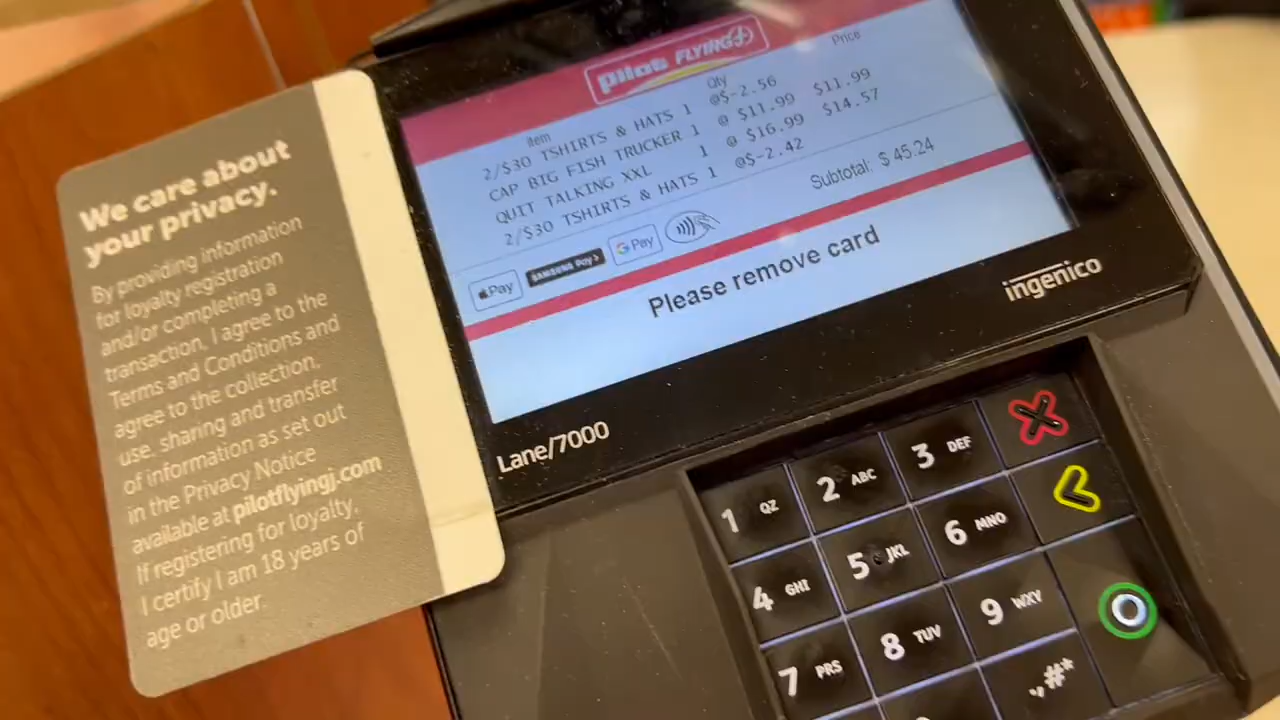 We care about
your privacy.
By providing information
for loyalty registration
and/or completing a
transaction, I agree to the
Terms and Conditions and
agree to the collection,
use, sharing and transfer
of information as set out
in the Privacy Notice
available at pilotflyingj.com
If registering for loyalty,
I certify I am 18 years of
age or older.
PILOT FLYING J
Item Qty Price
2/$30 TSHIRTS & HATS 1 @$-2.56
CAP BIG FISH TRUCKER 1 @ $11.99 $11.99
QUIT TALKING XXL 1 @ $16.99 $14.57
2/$30 TSHIRTS & HATS 1 @$-2.42
Subtotal: $ 45.24
Pay SAMSUNG Pay G Pay
Please remove card
ingenico
Lane/7000
1 QZ 2 ABC 3 DEF
4 GHI 5 JKL 6 MNO
7 PRS 8 TUV 9 WXY
.,#*